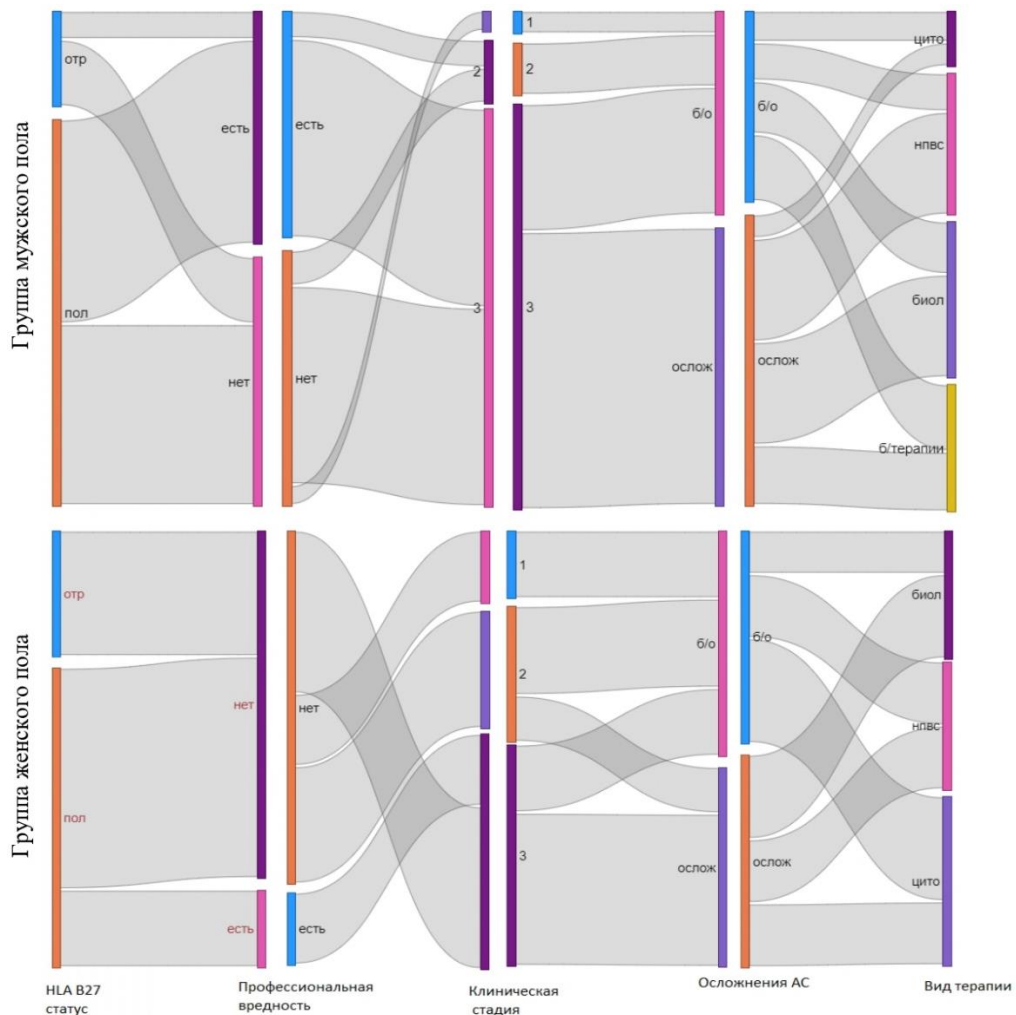 Группа мужского пола
отр
пол
есть
нет
есть
нет
2
3
1
2
3
б/о
ослож
б/о
ослож
цито
нпвс
биол
б/терапии
Группа женского пола
отр
пол
нет
есть
нет
есть
1
2
3
б/о
ослож
б/о
ослож
биол
нпвс
цито
HLA B27
статус
Профессиональная
вредность
Клиническая
стадия
Осложнения АС
Вид терапии